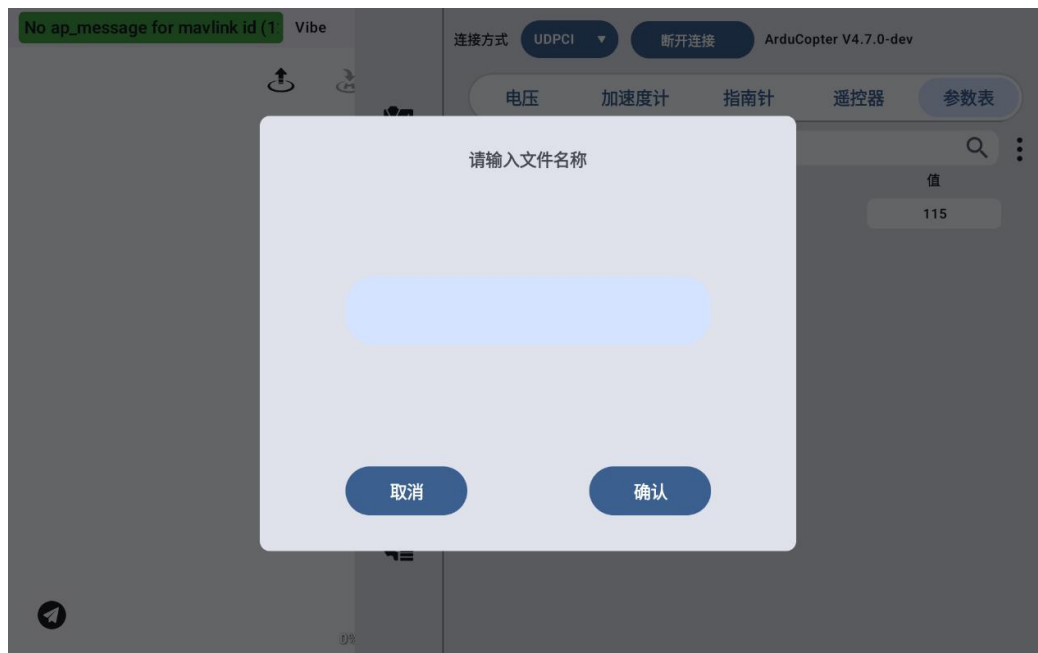 No ap_message for mavlink id (1
Vibe
连接方式
UDPCI
断开连接
ArduCopter V4.7.0-dev
电压
加速度计
指南针
遥控器
参数表
请输入文件名称
值
115
取消
确认
0%